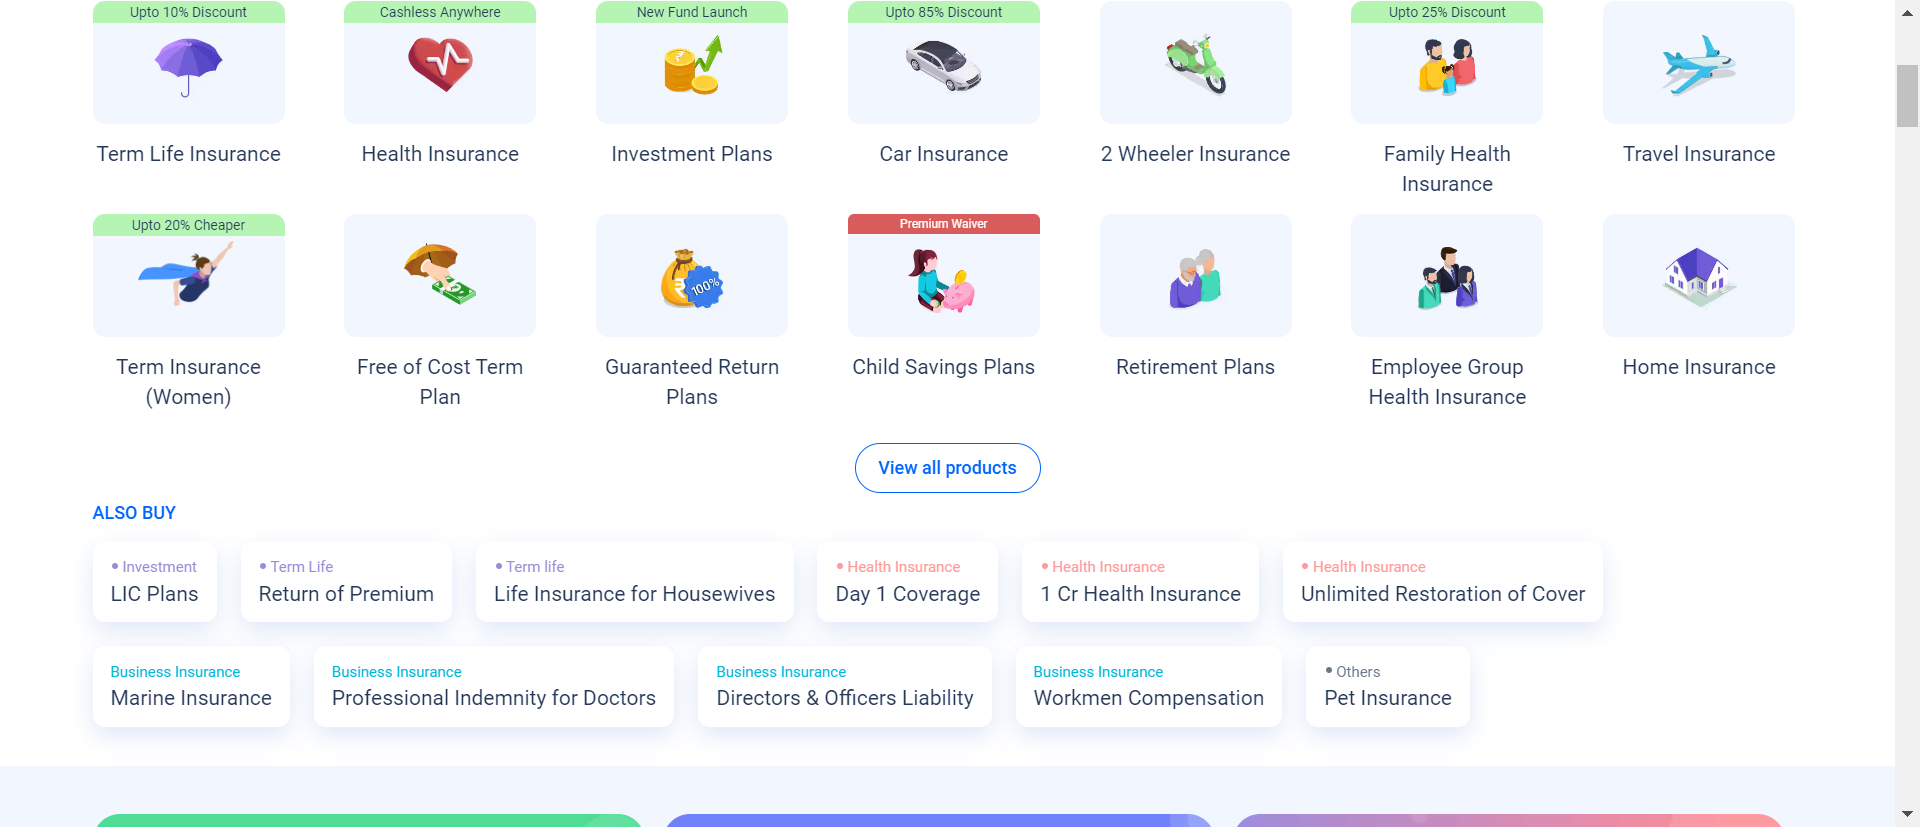 Upto 10% Discount
Cashless Anywhere
New Fund Launch
Upto 85% Discount
Upto 25% Discount
Term Life Insurance
Health Insurance
Investment Plans
Car Insurance
2 Wheeler Insurance
Family Health
Insurance
Travel Insurance
Upto 20% Cheaper
Premium Waiver
100%
Term Insurance
(Women)
Free of Cost Term
Plan
Guaranteed Return
Plans
Child Savings Plans
Retirement Plans
Employee Group
Health Insurance
Home Insurance
View all products
ALSO BUY
Investment
LIC Plans
Term Life
Return of Premium
Term life
Life Insurance for Housewives
Health Insurance
Day 1 Coverage
Health Insurance
1 Cr Health Insurance
Health Insurance
Unlimited Restoration of Cover
Business Insurance
Marine Insurance
Business Insurance
Professional Indemnity for Doctors
Business Insurance
Directors & Officers Liability
Business Insurance
Workmen Compensation
Others
Pet Insurance